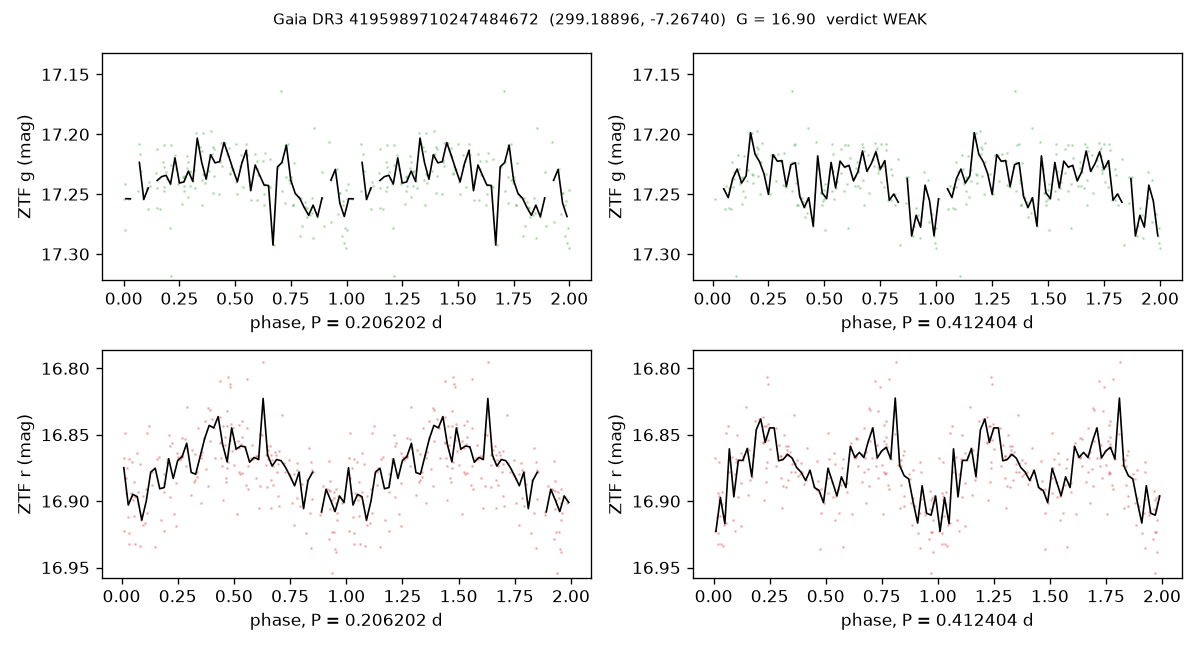 Gaia DR3 4195989710247484672  (299.18896, -7.26740)  G = 16.90  verdict WEAK
ZTF g (mag)
17.15
17.20
17.25
17.30
0.00 0.25 0.50 0.75 1.00 1.25 1.50 1.75 2.00
phase, P = 0.206202 d
ZTF g (mag)
17.15
17.20
17.25
17.30
0.00 0.25 0.50 0.75 1.00 1.25 1.50 1.75 2.00
phase, P = 0.412404 d
ZTF r (mag)
16.80
16.85
16.90
16.95
0.00 0.25 0.50 0.75 1.00 1.25 1.50 1.75 2.00
phase, P = 0.206202 d
ZTF r (mag)
16.80
16.85
16.90
16.95
0.00 0.25 0.50 0.75 1.00 1.25 1.50 1.75 2.00
phase, P = 0.412404 d